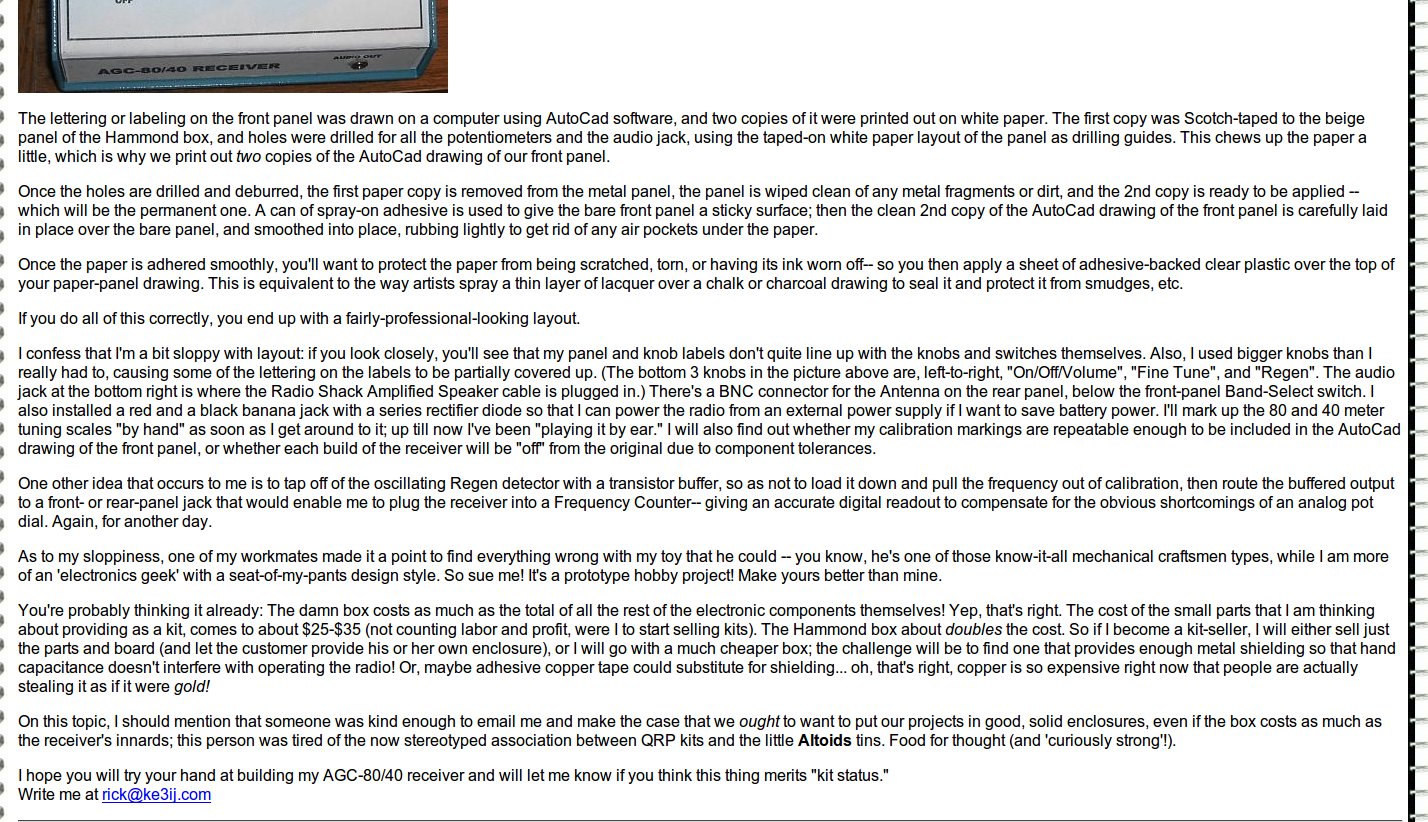 OFF
AUDIO OUT
AGC-80/40 RECEIVER
The lettering or labeling on the front panel was drawn on a computer using AutoCad software, and two copies of it were printed out on white paper. The first copy was Scotch-taped to the beige
panel of the Hammond box, and holes were drilled for all the potentiometers and the audio jack, using the taped-on white paper layout of the panel as drilling guides. This chews up the paper a
little, which is why we print out two copies of the AutoCad drawing of our front panel.
Once the holes are drilled and deburred, the first paper copy is removed from the metal panel, the panel is wiped clean of any metal fragments or dirt, and the 2nd copy is ready to be applied --
which will be the permanent one. A can of spray-on adhesive is used to give the bare front panel a sticky surface; then the clean 2nd copy of the AutoCad drawing of the front panel is carefully laid
in place over the bare panel, and smoothed into place, rubbing lightly to get rid of any air pockets under the paper.
Once the paper is adhered smoothly, you'll want to protect the paper from being scratched, torn, or having its ink worn off-- so you then apply a sheet of adhesive-backed clear plastic over the top of
your paper-panel drawing. This is equivalent to the way artists spray a thin layer of lacquer over a chalk or charcoal drawing to seal it and protect it from smudges, etc.
If you do all of this correctly, you end up with a fairly-professional-looking layout.
I confess that I'm a bit sloppy with layout: if you look closely, you'll see that my panel and knob labels don't quite line up with the knobs and switches themselves. Also, I used bigger knobs than I
really had to, causing some of the lettering on the labels to be partially covered up. (The bottom 3 knobs in the picture above are, left-to-right, "On/Off/Volume", "Fine Tune", and "Regen". The audio
jack at the bottom right is where the Radio Shack Amplified Speaker cable is plugged in.) There's a BNC connector for the Antenna on the rear panel, below the front-panel Band-Select switch. I
also installed a red and a black banana jack with a series rectifier diode so that I can power the radio from an external power supply if I want to save battery power. I'll mark up the 80 and 40 meter
tuning scales "by hand" as soon as I get around to it; up till now I've been "playing it by ear." I will also find out whether my calibration markings are repeatable enough to be included in the AutoCad
drawing of the front panel, or whether each build of the receiver will be "off" from the original due to component tolerances.
One other idea that occurs to me is to tap off of the oscillating Regen detector with a transistor buffer, so as not to load it down and pull the frequency out of calibration, then route the buffered output
to a front- or rear-panel jack that would enable me to plug the receiver into a Frequency Counter-- giving an accurate digital readout to compensate for the obvious shortcomings of an analog pot
dial. Again, for another day.
As to my sloppiness, one of my workmates made it a point to find everything wrong with my toy that he could -- you know, he's one of those know-it-all mechanical craftsmen types, while I am more
of an 'electronics geek' with a seat-of-my-pants design style. So sue me! It's a prototype hobby project! Make yours better than mine.
You're probably thinking it already: The damn box costs as much as the total of all the rest of the electronic components themselves! Yep, that's right. The cost of the small parts that I am thinking
about providing as a kit, comes to about $25-$35 (not counting labor and profit, were I to start selling kits). The Hammond box about doubles the cost. So if I become a kit-seller, I will either sell just
the parts and board (and let the customer provide his or her own enclosure), or I will go with a much cheaper box; the challenge will be to find one that provides enough metal shielding so that hand
capacitance doesn't interfere with operating the radio! Or, maybe adhesive copper tape could substitute for shielding... oh, that's right, copper is so expensive right now that people are actually
stealing it as if it were gold!
On this topic, I should mention that someone was kind enough to email me and make the case that we ought to want to put our projects in good, solid enclosures, even if the box costs as much as
the receiver's innards; this person was tired of the now stereotyped association between QRP kits and the little Altoids tins. Food for thought (and 'curiously strong'!).
I hope you will try your hand at building my AGC-80/40 receiver and will let me know if you think this thing merits "kit status."
Write me at rick@ke3ij.com